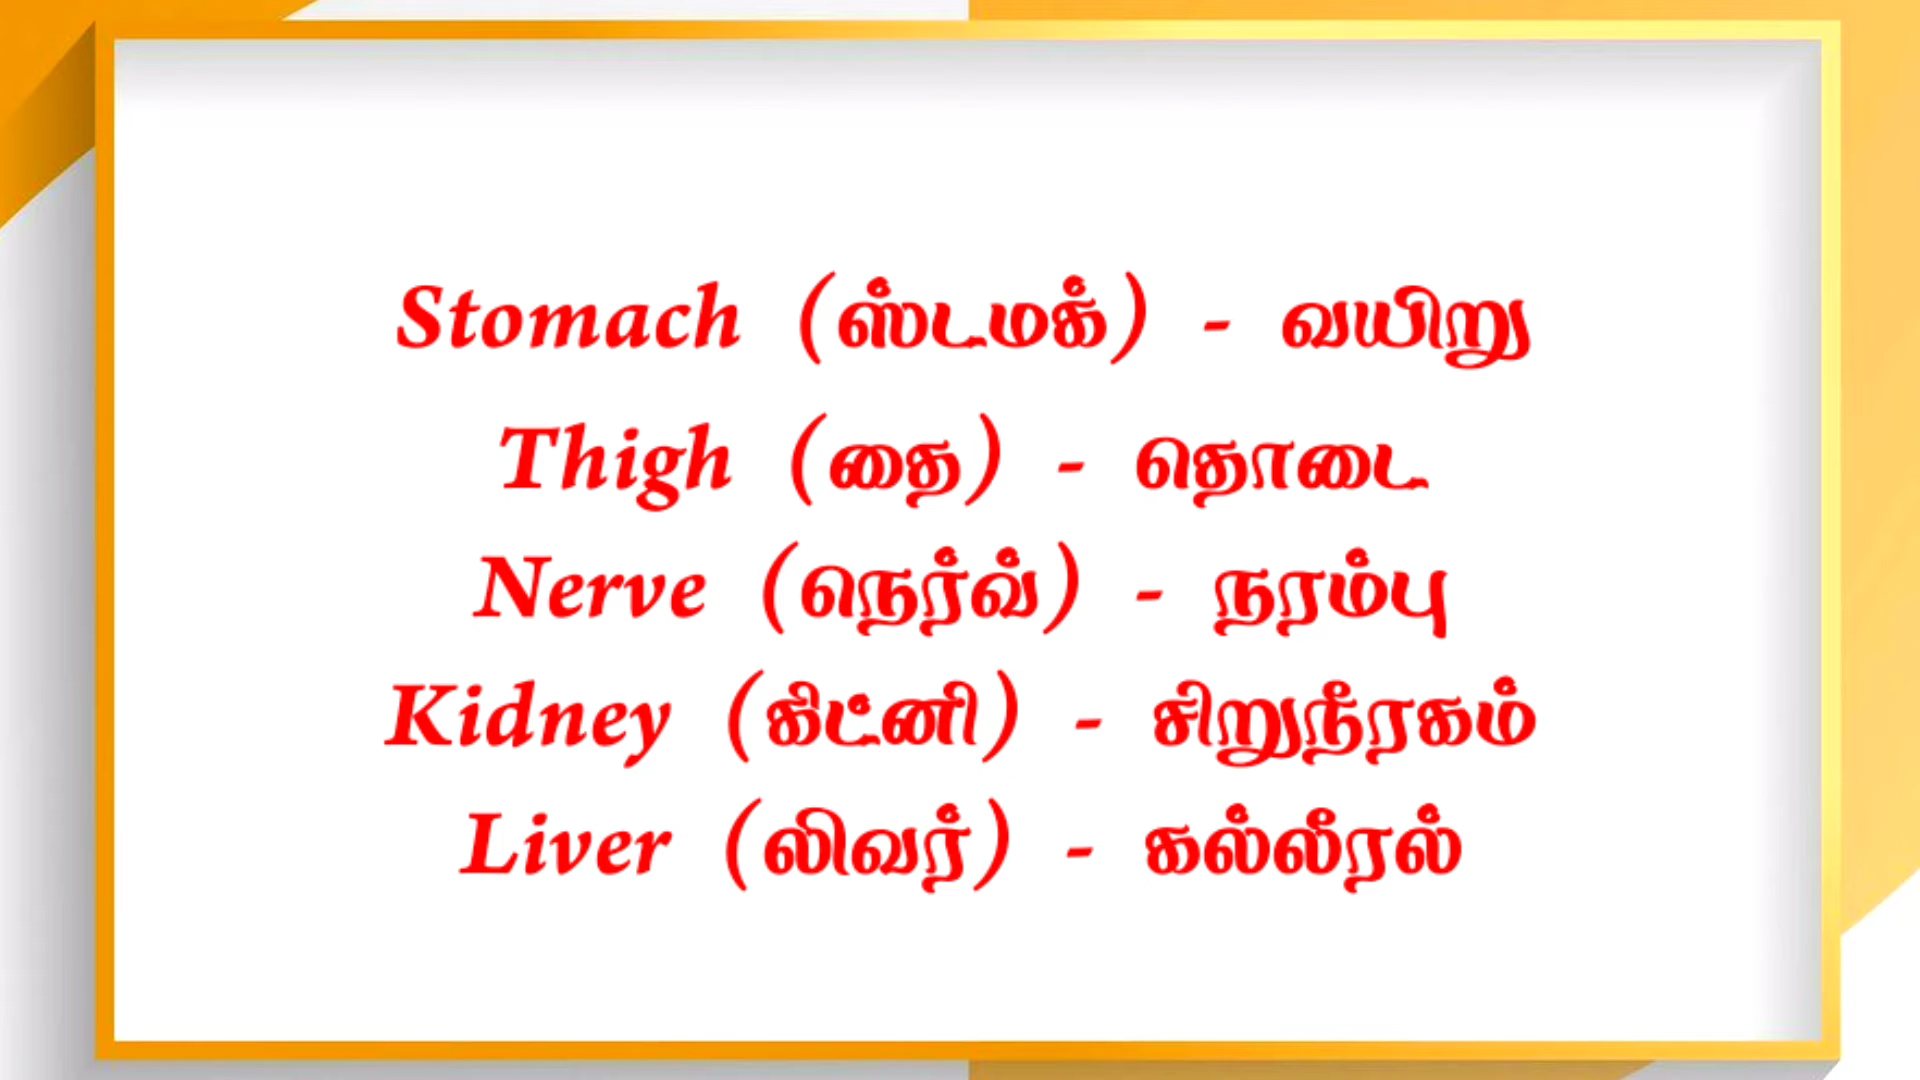 Stomach (ஸ்டமக்) - வயிறு
Thigh (தை) - தொடை
Nerve (நெர்வ்) - நரம்பு
Kidney (கிட்னி) - சிறுநீரகம்
Liver (லிவர்) - கல்லீரல்